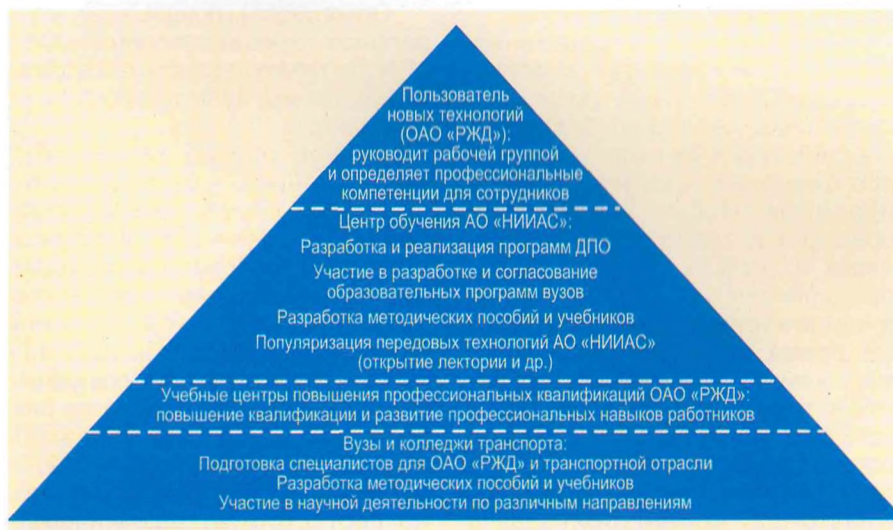 Пользователь
новых технологий
(ОАО «РЖД»):
руководит рабочей группой
и определяет профессиональные
компетенции для сотрудников
Центр обучения АО «НИИАС»:
Разработка и реализация программ ДПО
Участие в разработке и согласование
образовательных программ вузов
Разработка методических пособий и учебников
Популяризация передовых технологий АО «НИИАС»
(открытие лектории и др.)
Учебные центры повышения профессиональных квалификаций ОАО «РЖД»:
повышение квалификации и развитие профессиональных навыков работников
Вузы и колледжи транспорта:
Подготовка специалистов для ОАО «РЖД» и транспортной отрасли
Разработка методических пособий и учебников
Участие в научной деятельности по различным направлениям